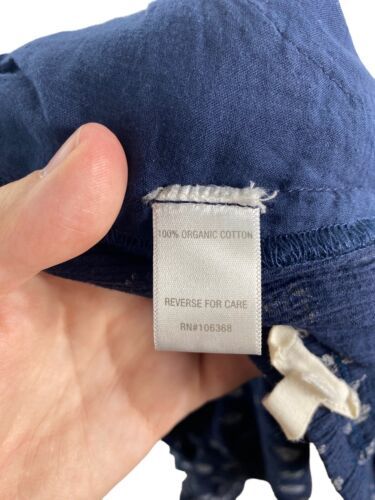 100% ORGANIC COTTON
REVERSE FOR CARE
RN#106368